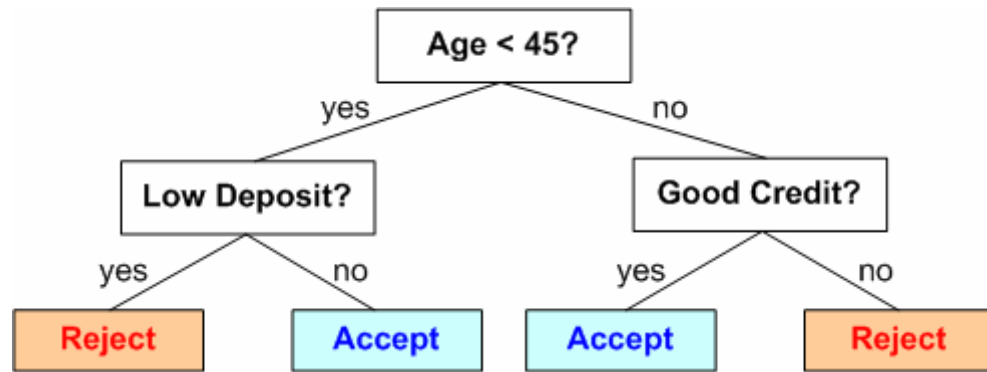 Age < 45?
yes
no
Low Deposit?
Good Credit?
yes
no
yes
no
Reject
Accept
Accept
Reject